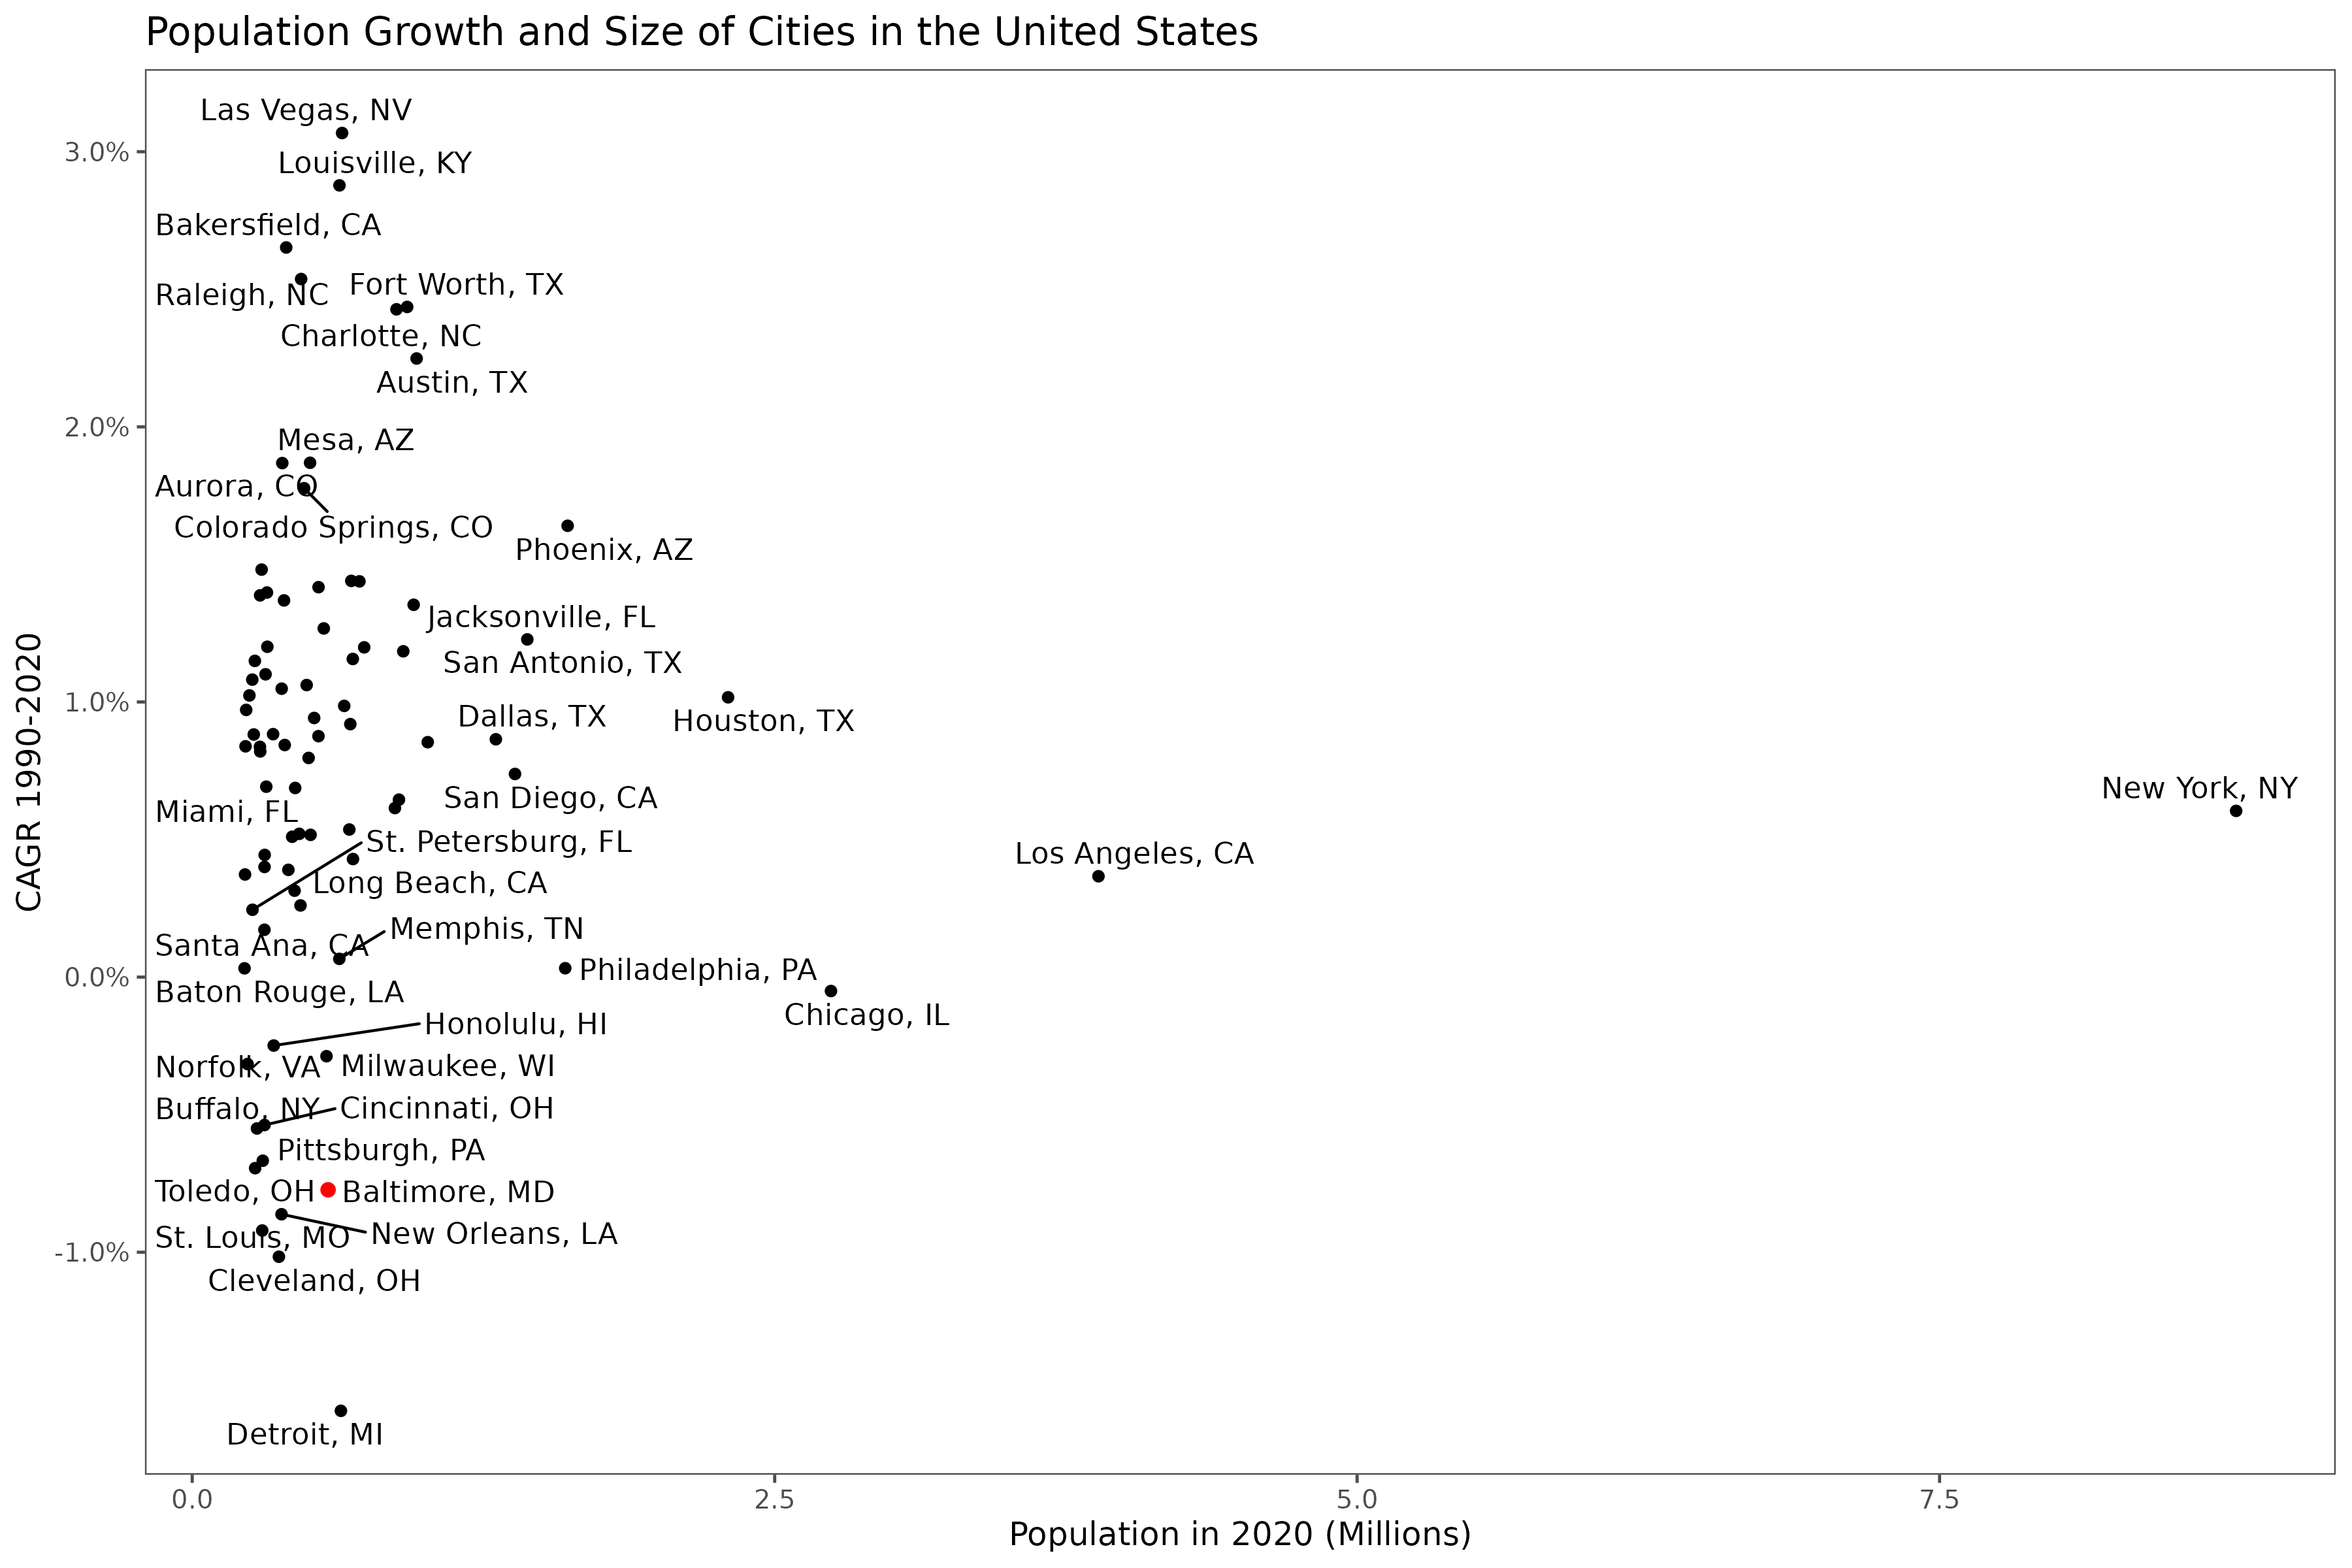 Population Growth and Size of Cities in the United States
Las Vegas, NV
3.0%
Louisville, KY
Bakersfield, CA
Fort Worth, TX
Raleigh, NC
Charlotte, NC
Austin, TX
2.0%
Mesa, AZ
Aurora, CO
Colorado Springs, CO
Phoenix, AZ
Jacksonville, FL
San Antonio, TX
1.0%
Dallas, TX
Houston, TX
CAGR 1990-2020
New York, NY
San Diego, CA
Miami, FL
St. Petersburg, FL
Los Angeles, CA
Long Beach, CA
Memphis, TN
Santa Ana, CA
Philadelphia, PA
0.0%
Baton Rouge, LA
Chicago, IL
Honolulu, HI
Norfolk, VA
Milwaukee, WI
Buffalo, NY
Cincinnati, OH
Pittsburgh, PA
Toledo, OH
Baltimore, MD
St. Louis, MO
New Orleans, LA
-1.0%
Cleveland, OH
Detroit, MI
0.0
2.5
5.0
7.5
Population in 2020 (Millions)